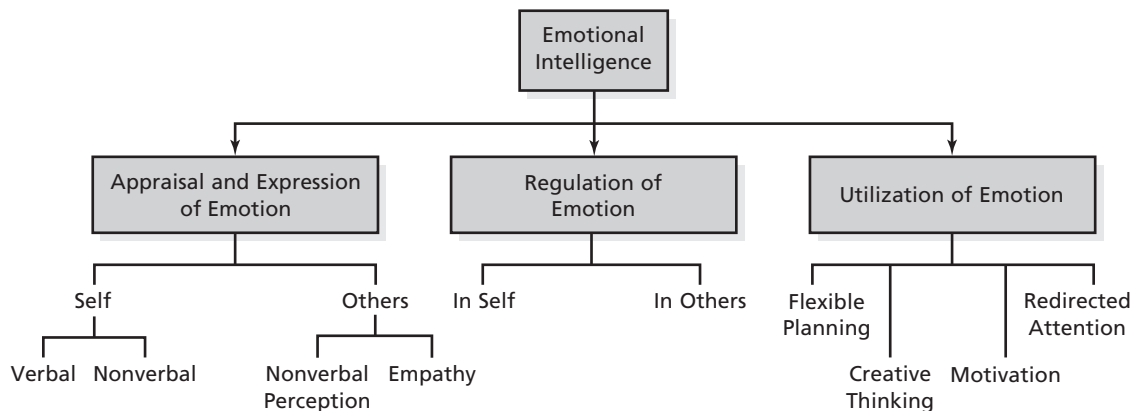 Emotional
Intelligence
Appraisal and Expression
of Emotion
Regulation of
Emotion
Utilization of Emotion
Self
Others
In Self
In Others
Flexible
Planning
Redirected
Attention
Verbal
Nonverbal
Nonverbal
Perception
Empathy
Creative
Thinking
Motivation